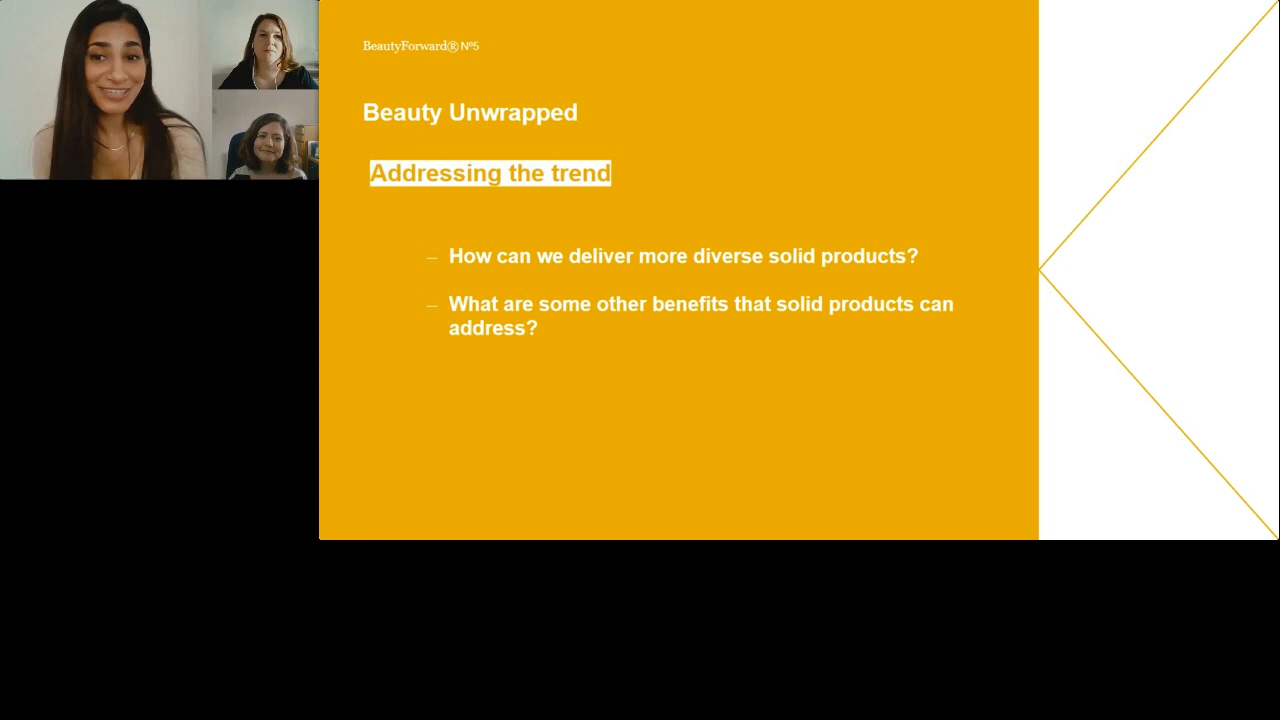 BeautyForward® Nº5
Beauty Unwrapped
Addressing the trend
– How can we deliver more diverse solid products?
– What are some other benefits that solid products can
address?